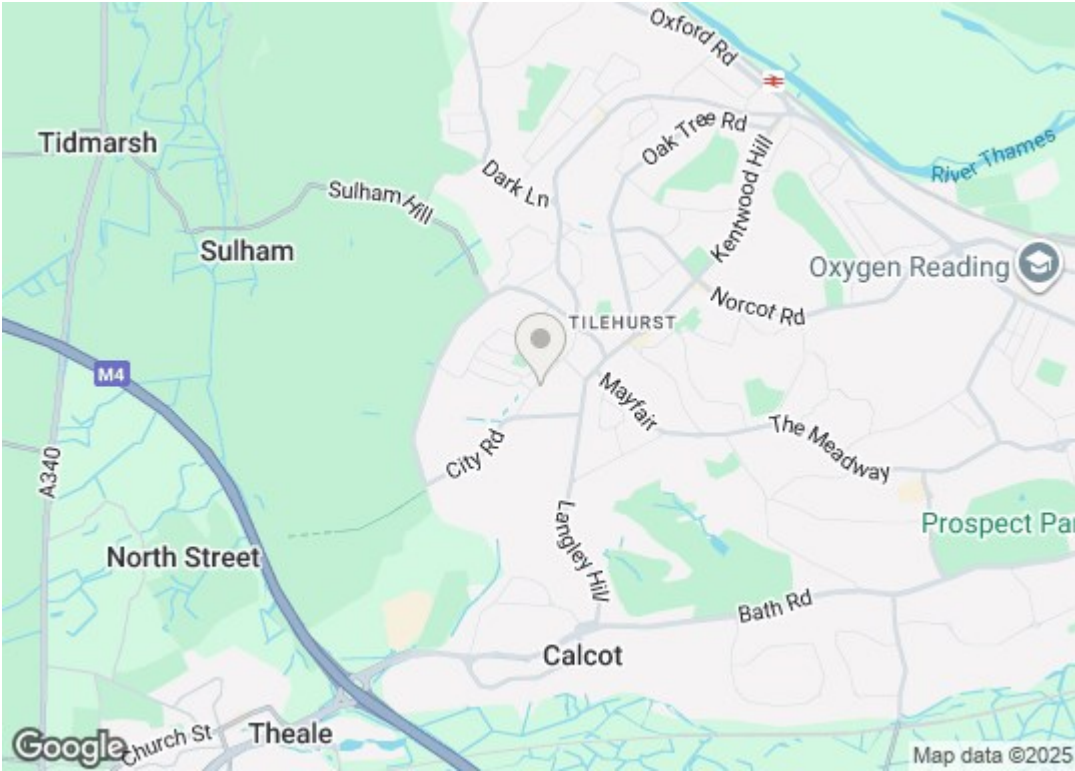 Oxford Rd
Tidmarsh
Oak Tree Rd
River Thames
Dark Ln
Sulham Hill
Kentwood Hill
Sulham
Oxygen Reading
Norcot Rd
TILEHURST
M4
Mayfair
The Meadway
City Rd
A340
Langley Hill
Prospect Par
North Street
Bath Rd
Calcot
Church St
Theale
Google
Map data ©2025